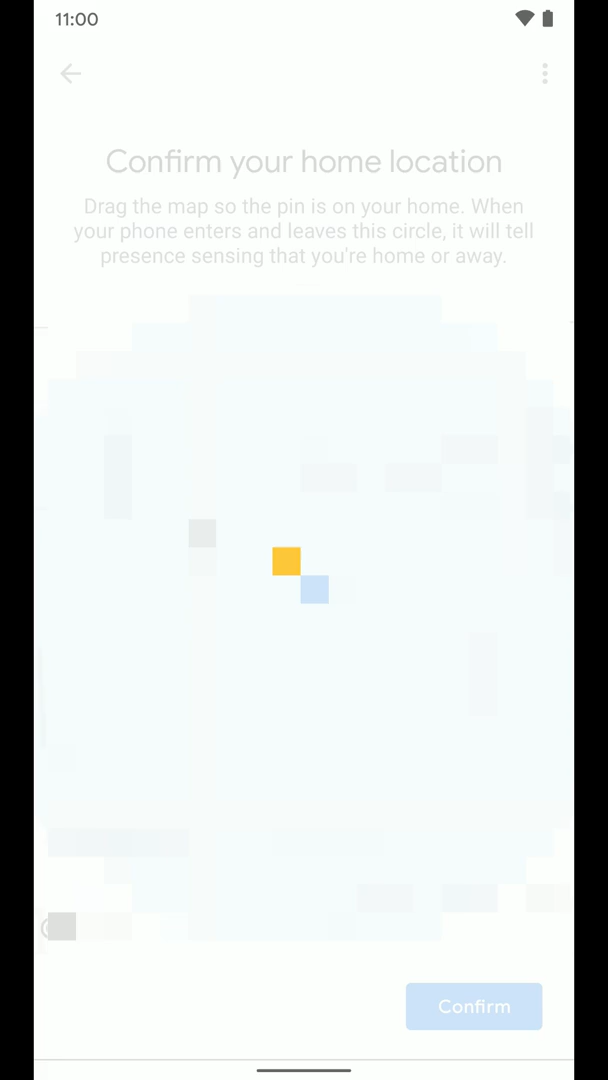 11:00
Confirm your home location
Drag the map so the pin is on your home. When
your phone enters and leaves this circle, it will tell
presence sensing that you're home or away.
Confirm